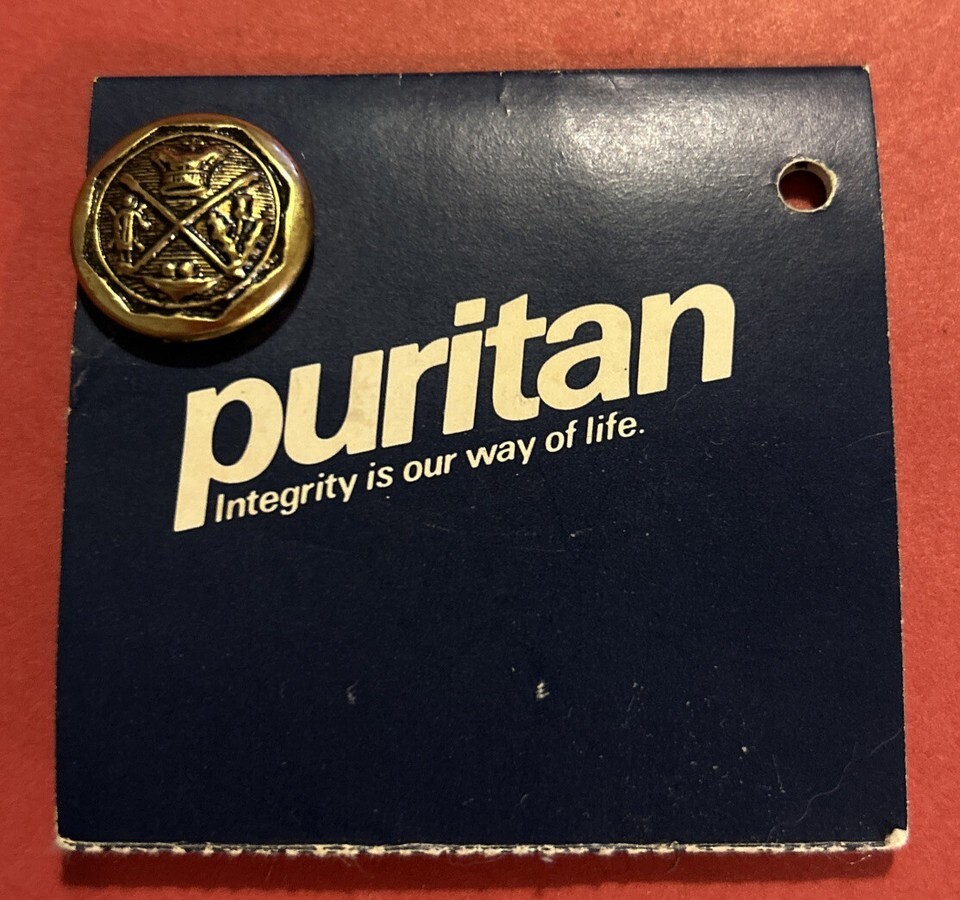 puritan
Integrity is our way of life.